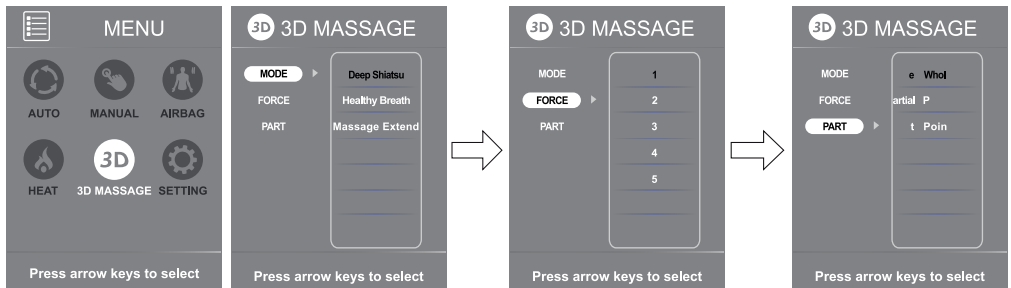 MENU
AUTO
MANUAL
AIRBAG
HEAT
3D
3D MASSAGE
SETTING
Press arrow keys to select
3D 3D MASSAGE
MODE
Deep Shiatsu
FORCE
Healthy Breath
PART
Massage Extend
Press arrow keys to select
3D 3D MASSAGE
MODE
1
FORCE
2
PART
3
4
5
Press arrow keys to select
3D 3D MASSAGE
MODE
e Whol
FORCE
artial P
PART
t Poin
Press arrow keys to select